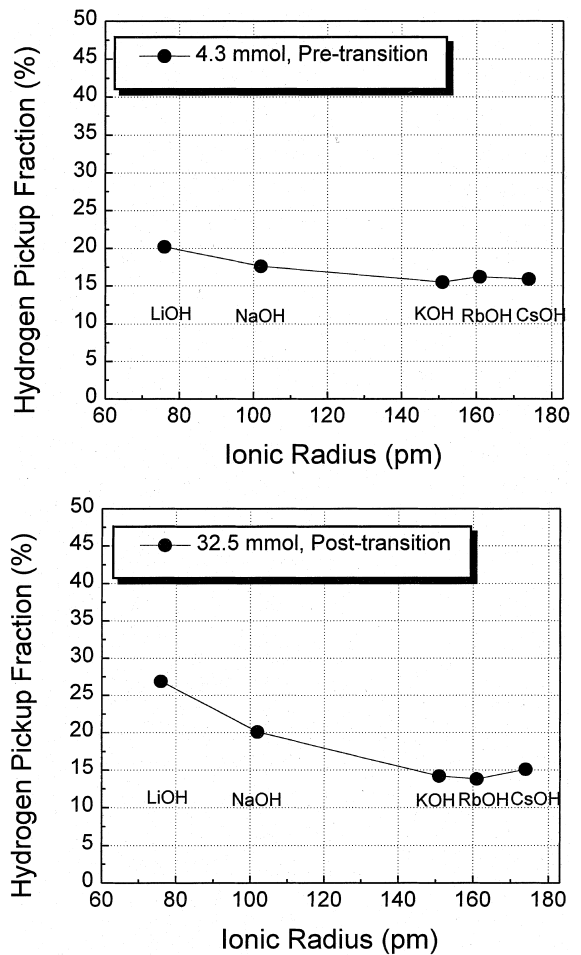 50
45
40
35
30
25
20
15
10
5
0
Hydrogen Pickup Fraction (%)
4.3 mmol, Pre-transition
LiOH NaOH KOH RbOH CsOH
60 80 100 120 140 160 180
Ionic Radius (pm)
50
45
40
35
30
25
20
15
10
5
0
Hydrogen Pickup Fraction (%)
32.5 mmol, Post-transition
LiOH NaOH KOH RbOH CsOH
60 80 100 120 140 160 180
Ionic Radius (pm)